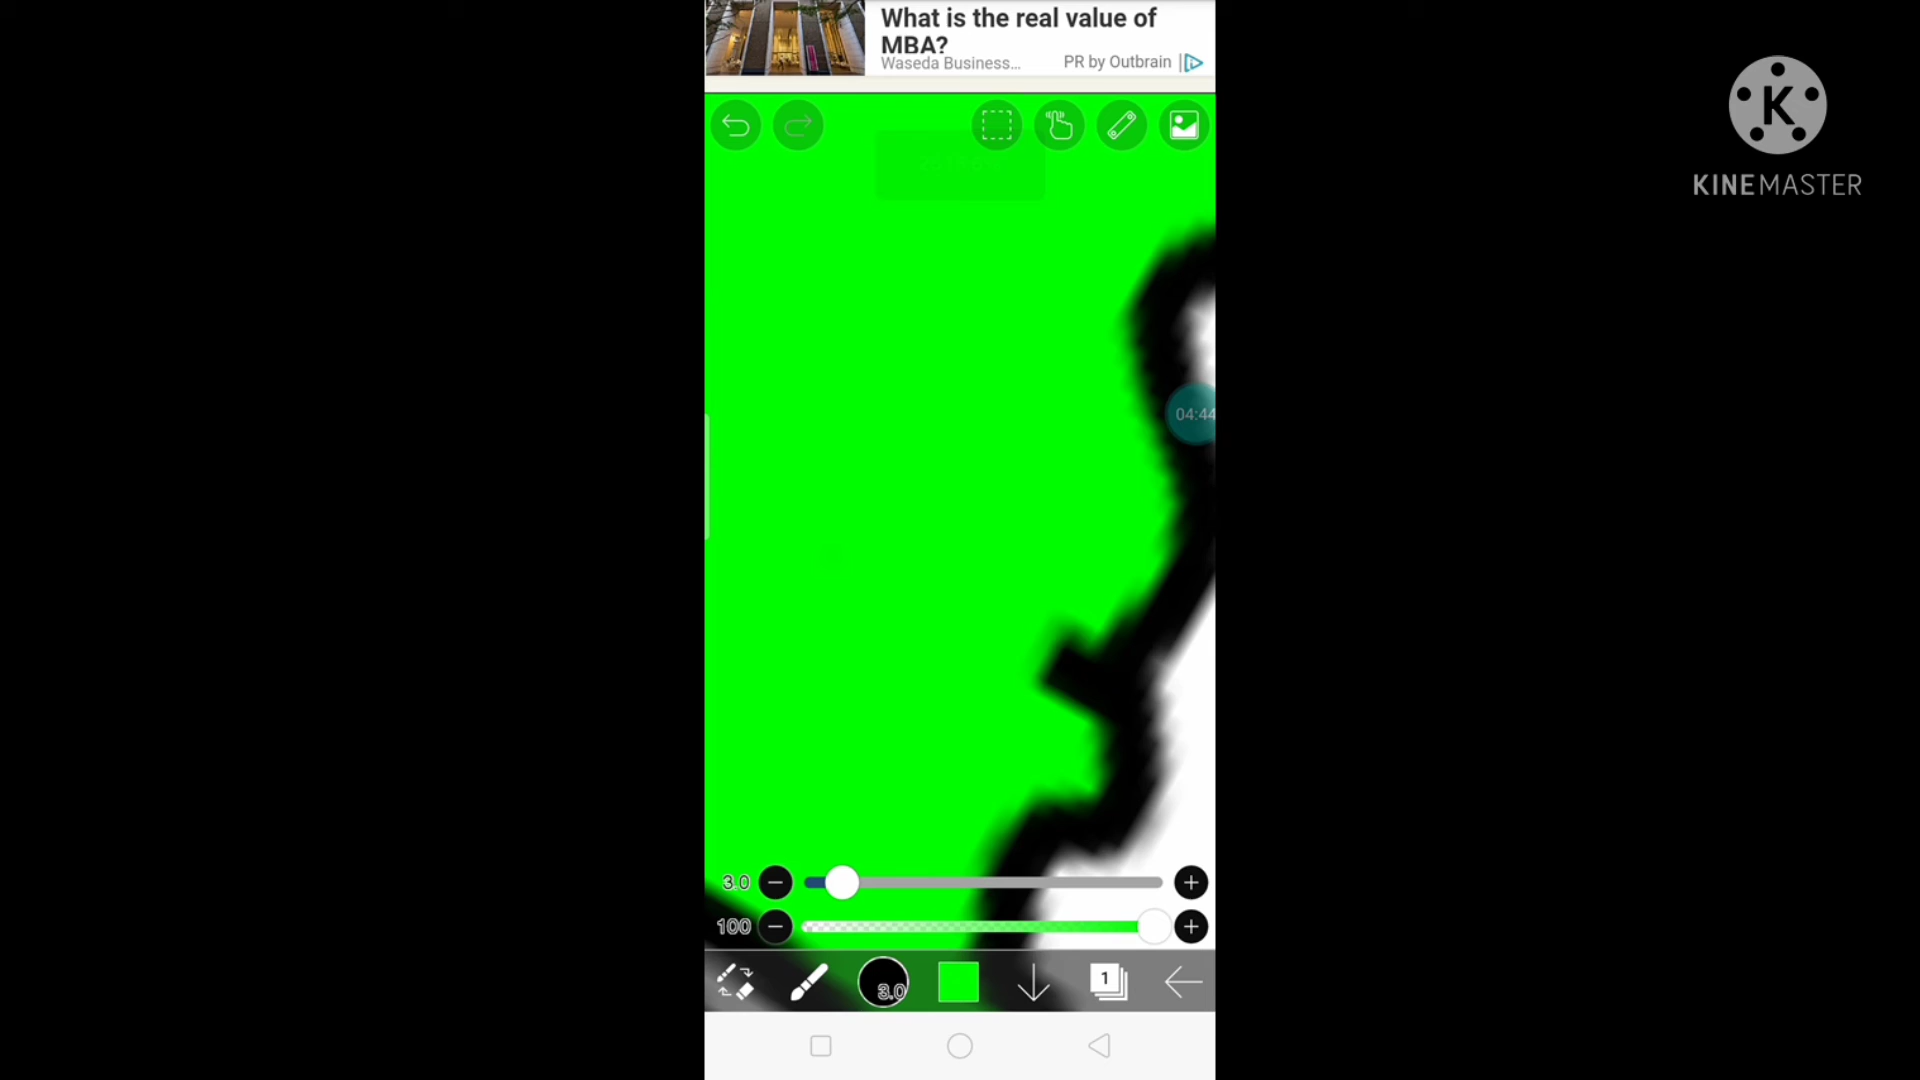 What is the real value of
MBA?
Waseda Business...
PR by Outbrain
K
KINEMASTER
04:44
3.0
100
3.0
1